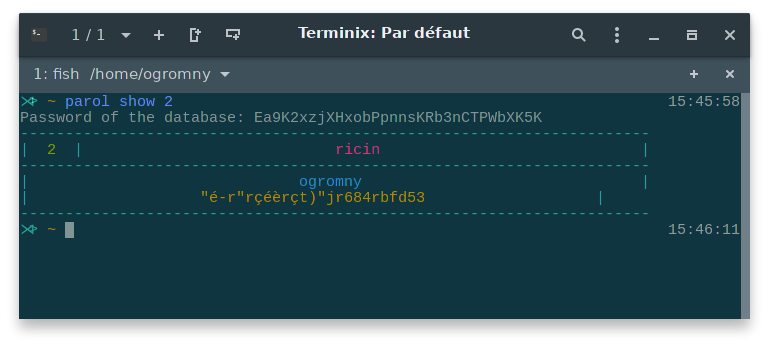 1 / 1
Terminix: Par défaut
1: fish /home/ogromny
~ parol show 2 15:45:58
Password of the database: Ea9K2xzjXHxobPpnnsKRb3nCTPWbXK5K
----------------------------------------------------------------------
| 2 | ricin |
----------------------------------------------------------------------
| ogromny |
| "é-r"rçéèrçt)"jr684rbfd53 |
----------------------------------------------------------------------
~ 15:46:11